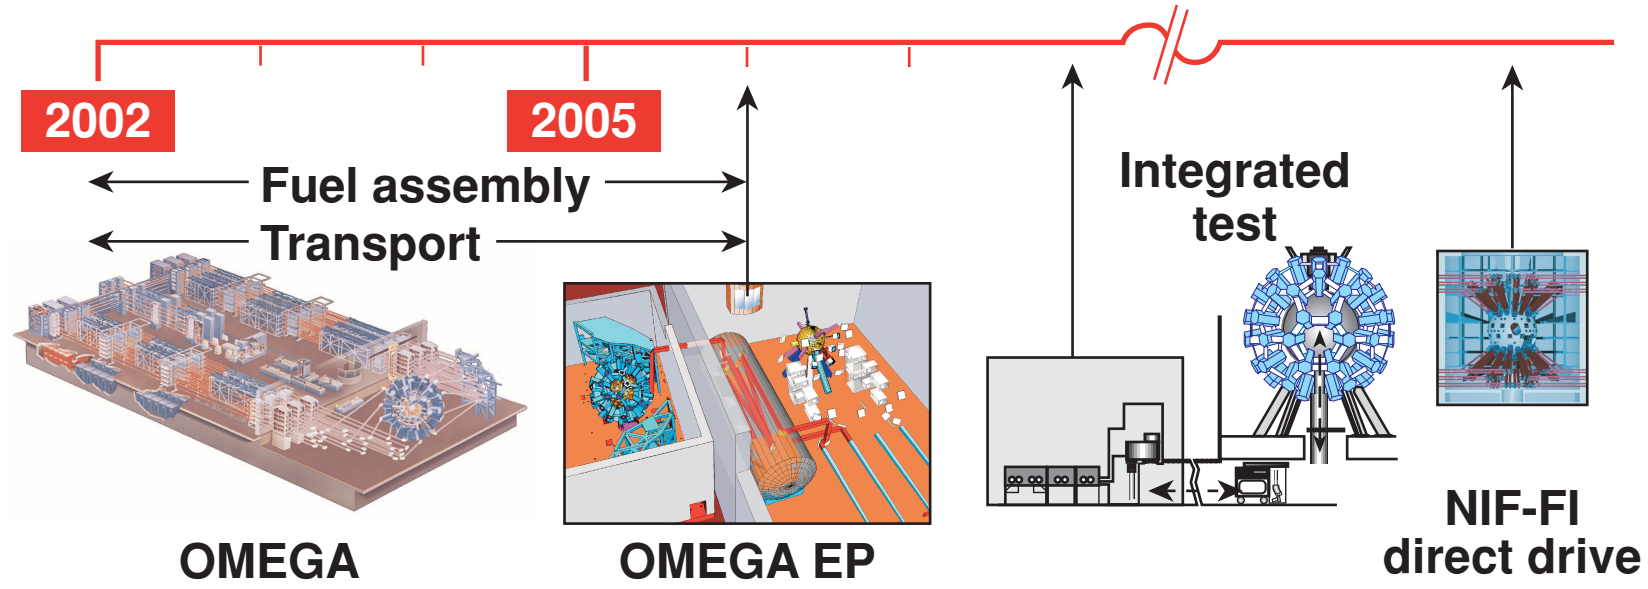 2002
2005
Fuel assembly
Transport
Integrated
test
OMEGA
OMEGA EP
NIF-FI
direct drive